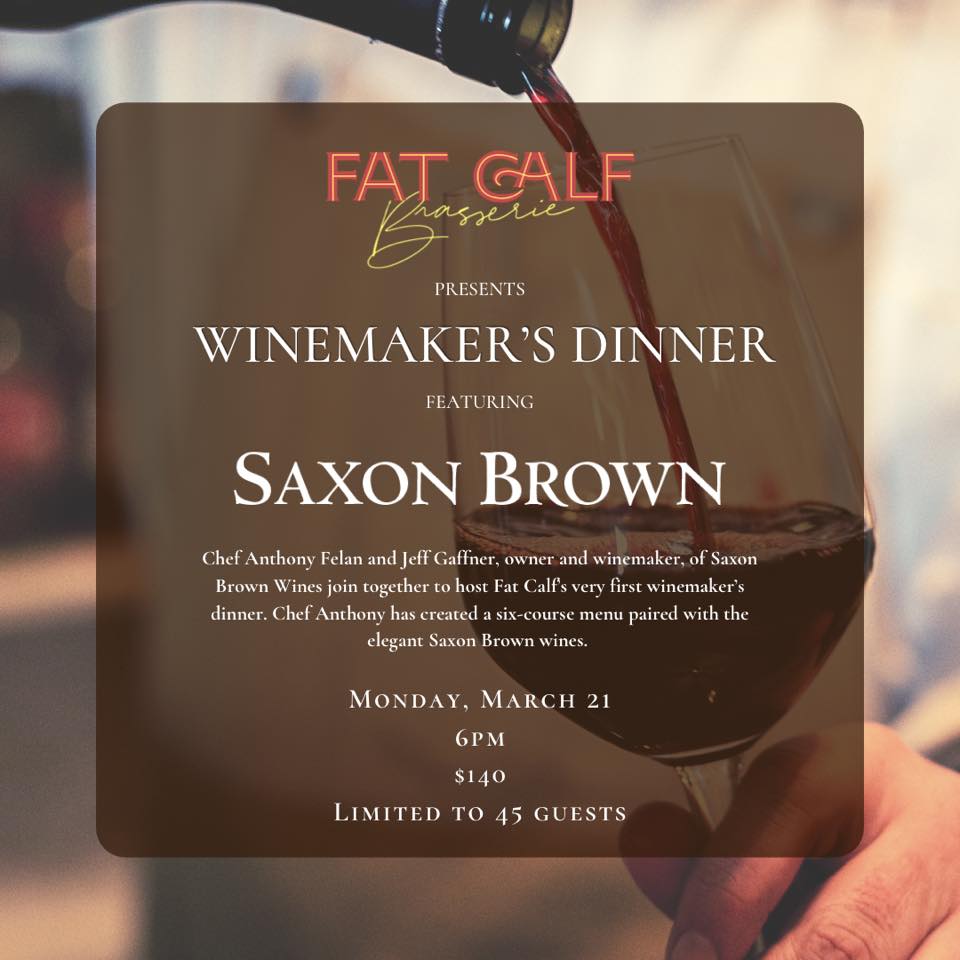 FAT CALF
Brasserie
PRESENTS
WINEMAKER'S DINNER
FEATURING
SAXON BROWN
Chef Anthony Felan and Jeff Gaffner, owner and winemaker, of Saxon
Brown Wines join together to host Fat Calf's very first winemaker's
dinner. Chef Anthony has created a six-course menu paired with the
elegant Saxon Brown wines.
MONDAY, MARCH 21
6PM
$140
LIMITED TO 45 GUESTS